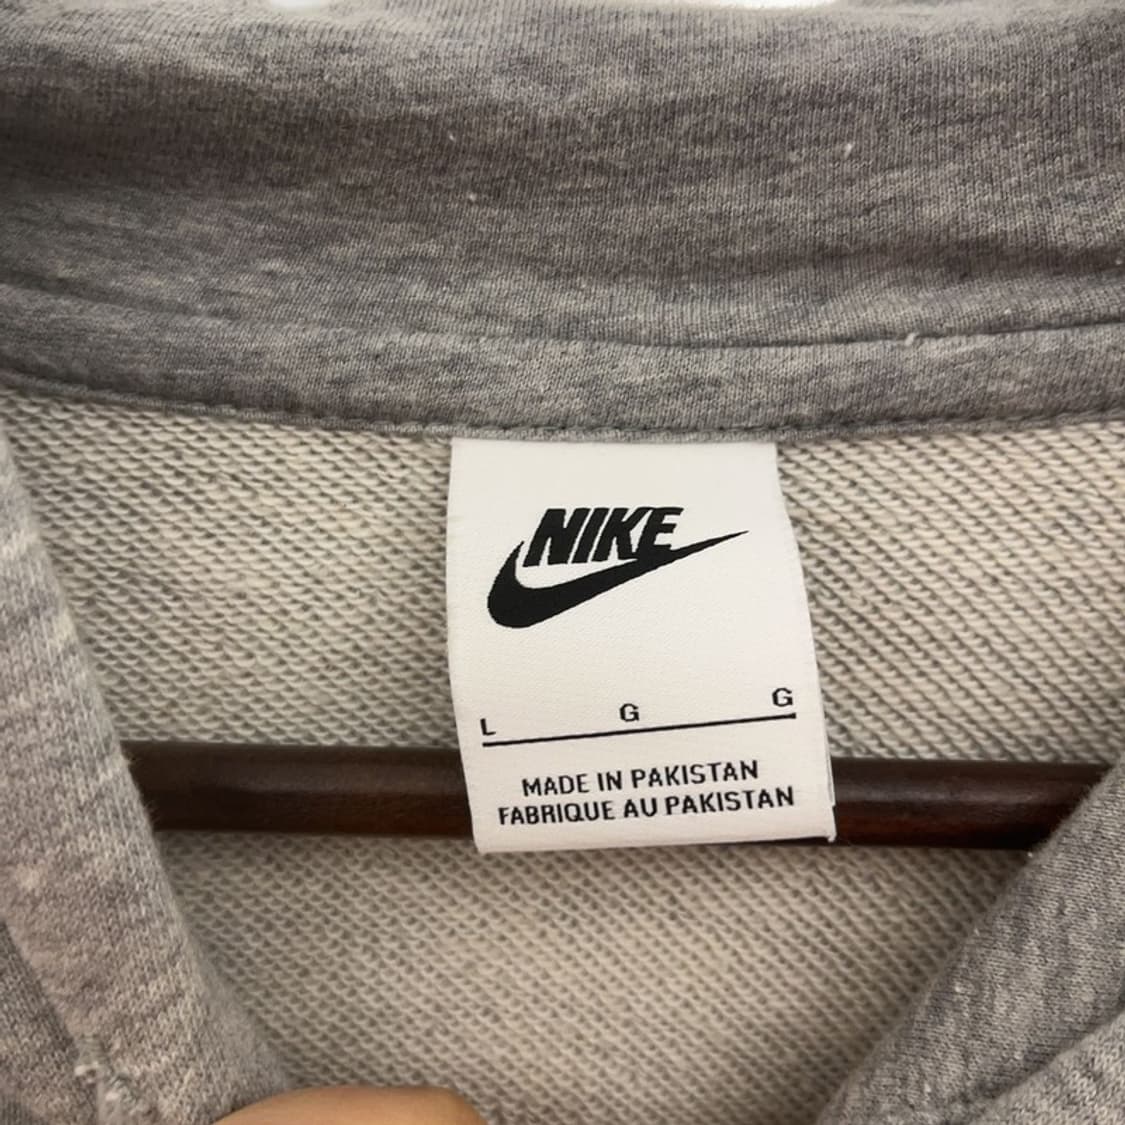 NIKE
L G G
MADE IN PAKISTAN
FABRIQUE AU PAKISTAN